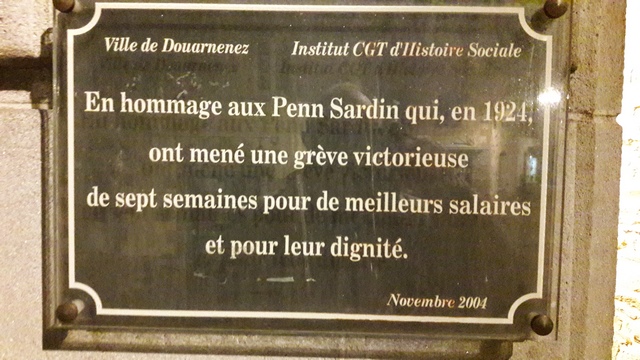 Ville de Douarnenez Institut CGT d'Histoire Sociale
En hommage aux Penn Sardin qui, en 1924,
ont mené une grève victorieuse
de sept semaines pour de meilleurs salaires
et pour leur dignité.
Novembre 2004